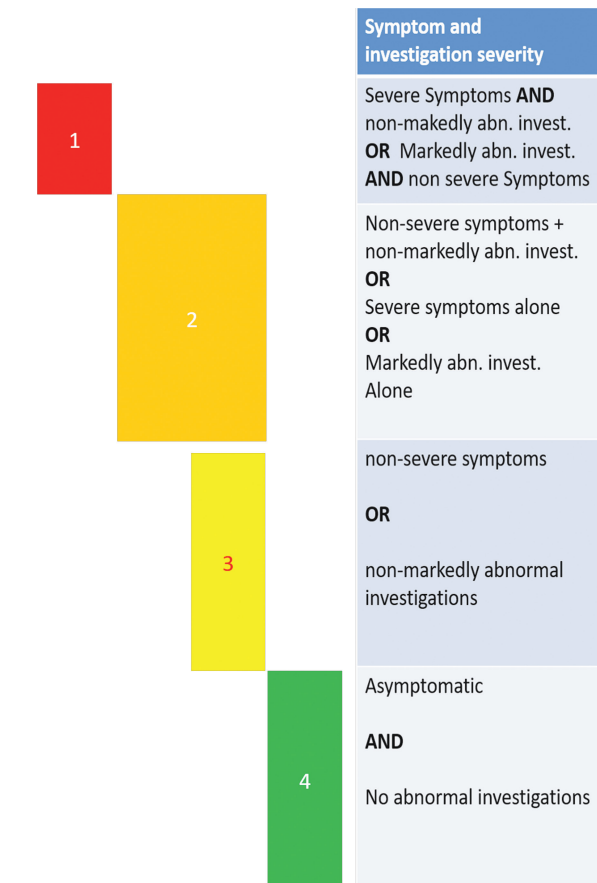 Symptom and
investigation severity
1
Severe Symptoms AND
non-makedly abn. invest.
OR Markedly abn. invest.
AND non severe Symptoms
2
Non-severe symptoms +
non-markedly abn. invest.
OR
Severe symptoms alone
OR
Markedly abn. invest.
Alone
3
non-severe symptoms
OR
non-markedly abnormal
investigations
4
Asymptomatic
AND
No abnormal investigations